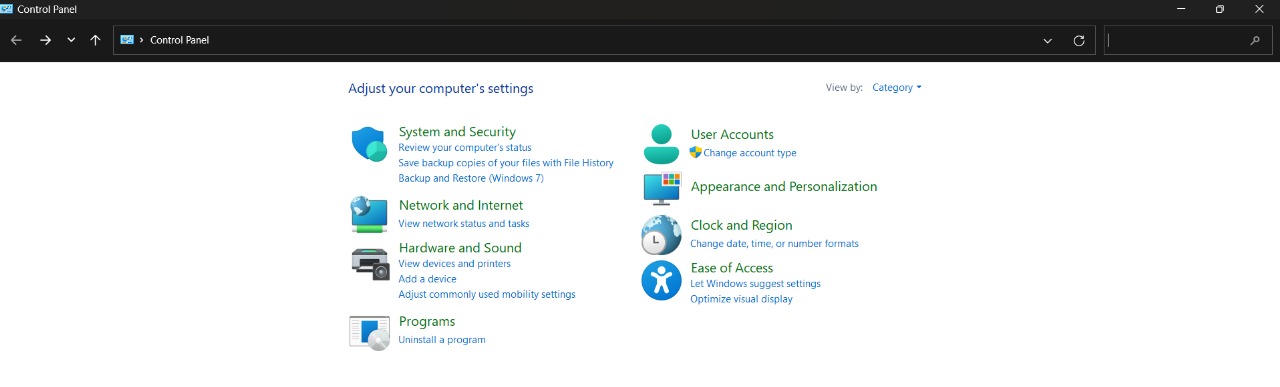 Control Panel
Control Panel
Adjust your computer's settings
View by: Category
System and Security
Review your computer's status
Save backup copies of your files with File History
Backup and Restore (Windows 7)
Network and Internet
View network status and tasks
Hardware and Sound
View devices and printers
Add a device
Adjust commonly used mobility settings
Programs
Uninstall a program
User Accounts
Change account type
Appearance and Personalization
Clock and Region
Change date, time, or number formats
Ease of Access
Let Windows suggest settings
Optimize visual display